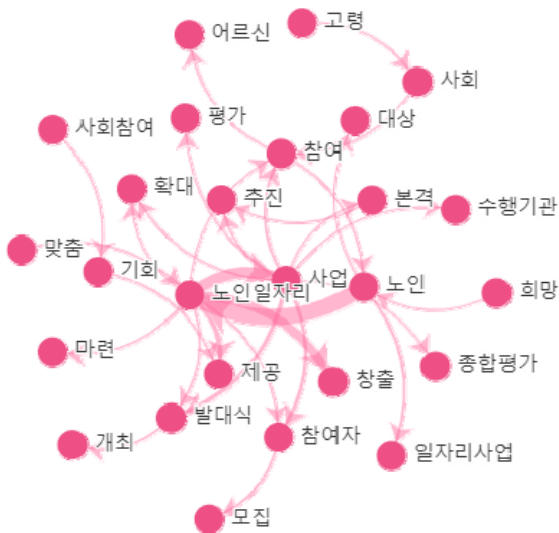 어르신
고령
사회
대상
평가
사회참여
참여
확대
추진
본격
수행기관
맞춤
기회
노인일자리
사업
노인
희망
마련
제공
창출
종합평가
발대식
개최
참여자
일자리사업
모집